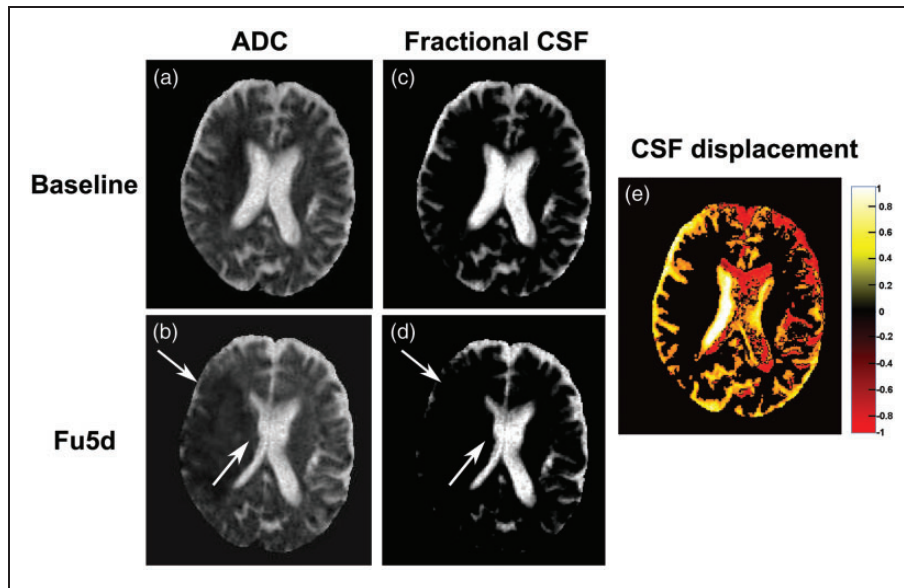 ADC
Fractional CSF
(a)
(c)
Baseline
CSF displacement
(e)
1
0.8
0.6
0.4
0.2
0
-0.2
-0.4
-0.6
-0.8
-1
(b)
(d)
Fu5d